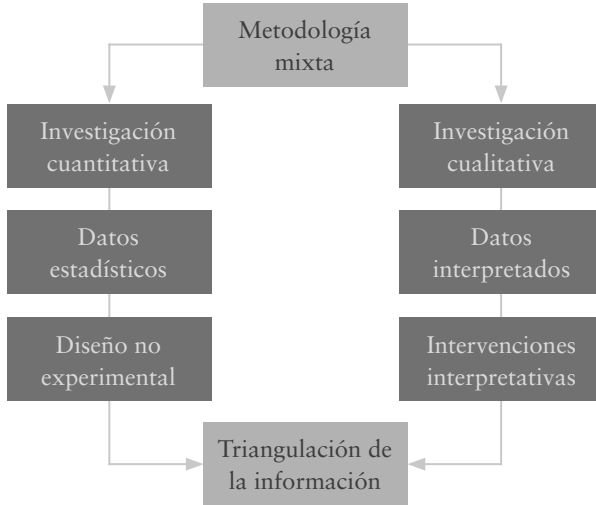 Metodología
mixta
Investigación
cuantitativa
Investigación
cualitativa
Datos
estadísticos
Datos
interpretados
Diseño no
experimental
Intervenciones
interpretativas
Triangulación de
la información